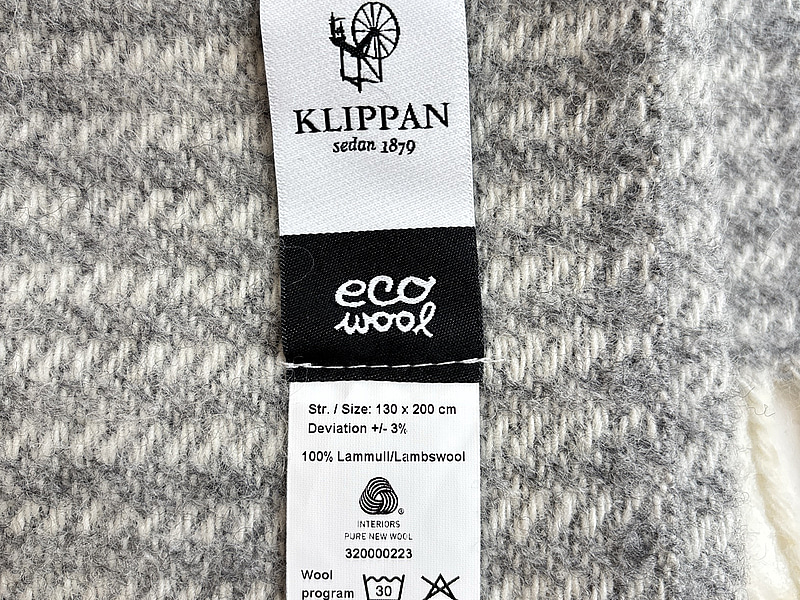 KLIPPAN
sedan 1879
eco
wool
Str. / Size: 130 x 200 cm
Deviation +/- 3%
100% Lammull/Lambswool
®
INTERIORS
PURE NEW WOOL
320000223
Wool
program
30